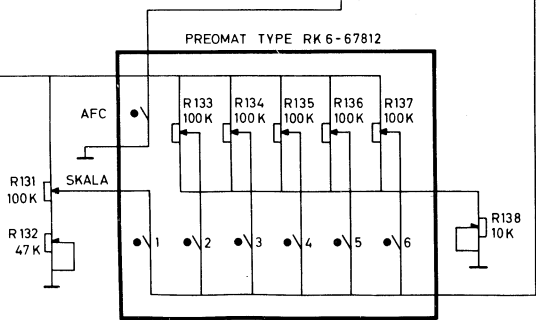 PREOMAT TYPE RK6-67812
AFC
R133
100K
R134
100K
R135
100K
R136
100K
R137
100K
R131
100K
SKALA
R132
47K
R138
10K
1
2
3
4
5
6